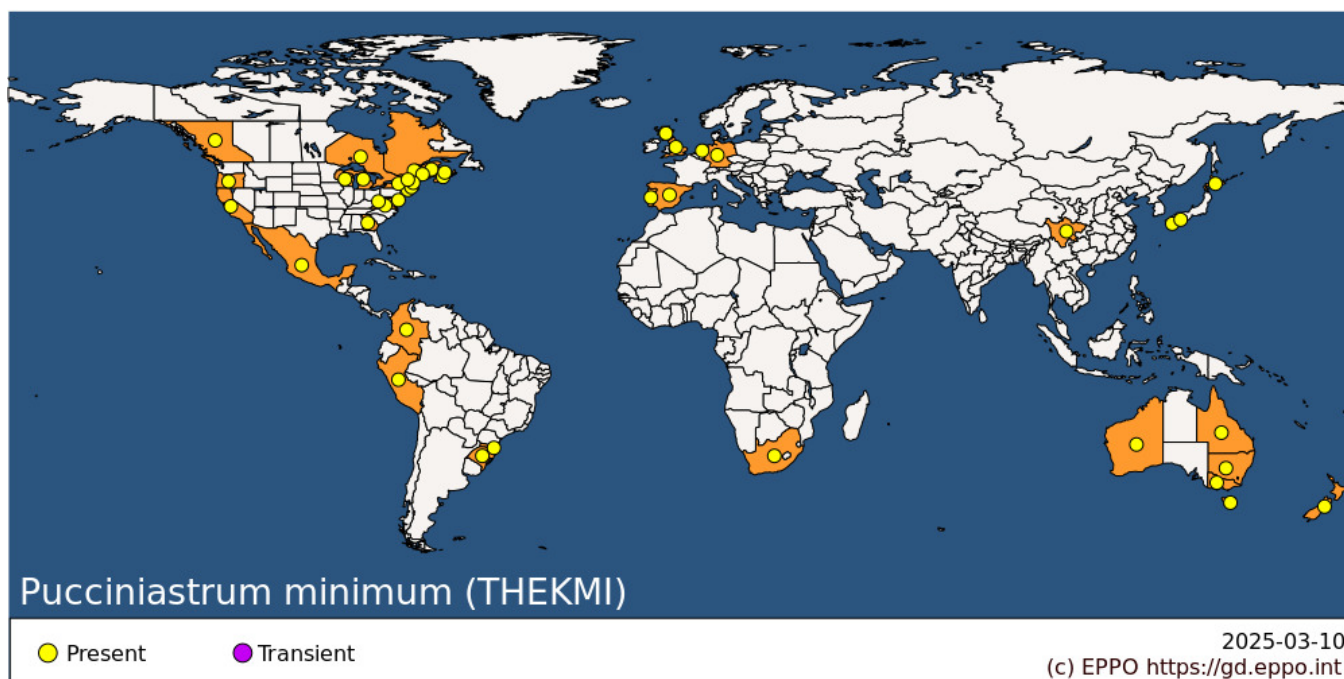 Pucciniastrum minimum (THEKMI)
Present
Transient
2025-03-10
(c) EPPO https://gd.eppo.int